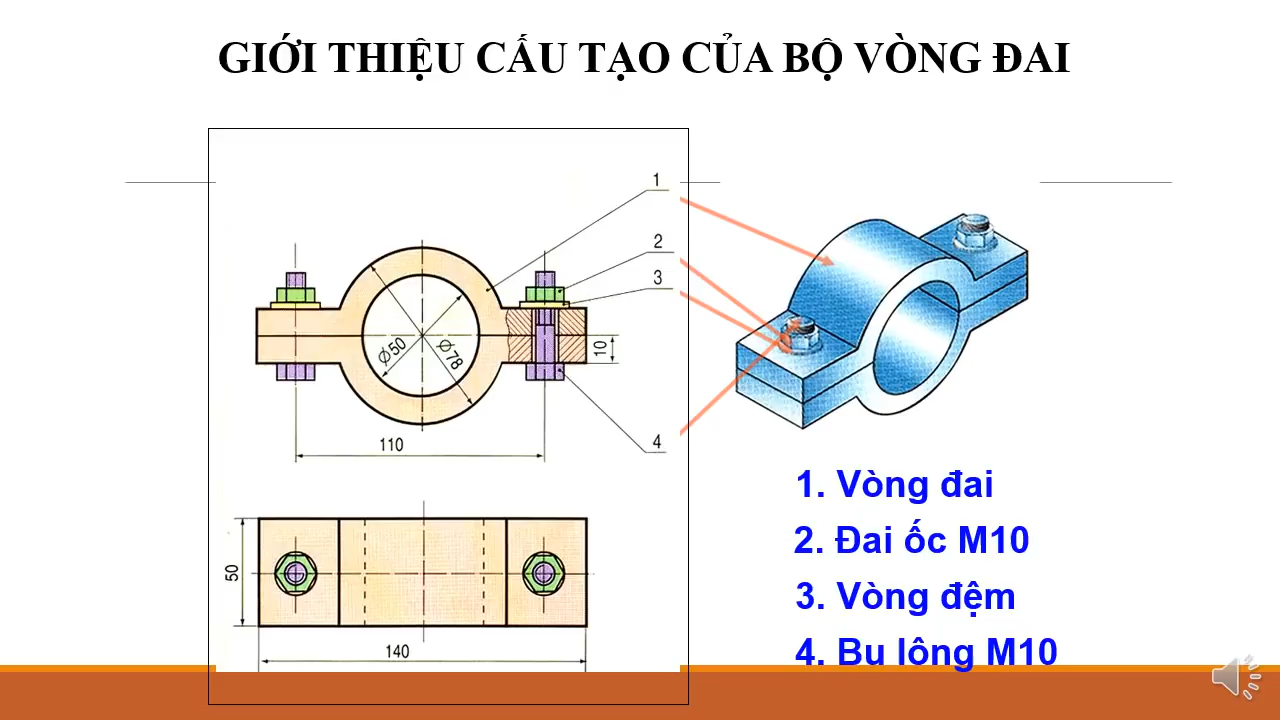 GIỚI THIỆU CẤU TẠO CỦA BỘ VÒNG ĐAI
1
2
3
Ø50
Ø78
10
4
110
50
140
1. Vòng đai
2. Đai ốc M10
3. Vòng đệm
4. Bu lông M10